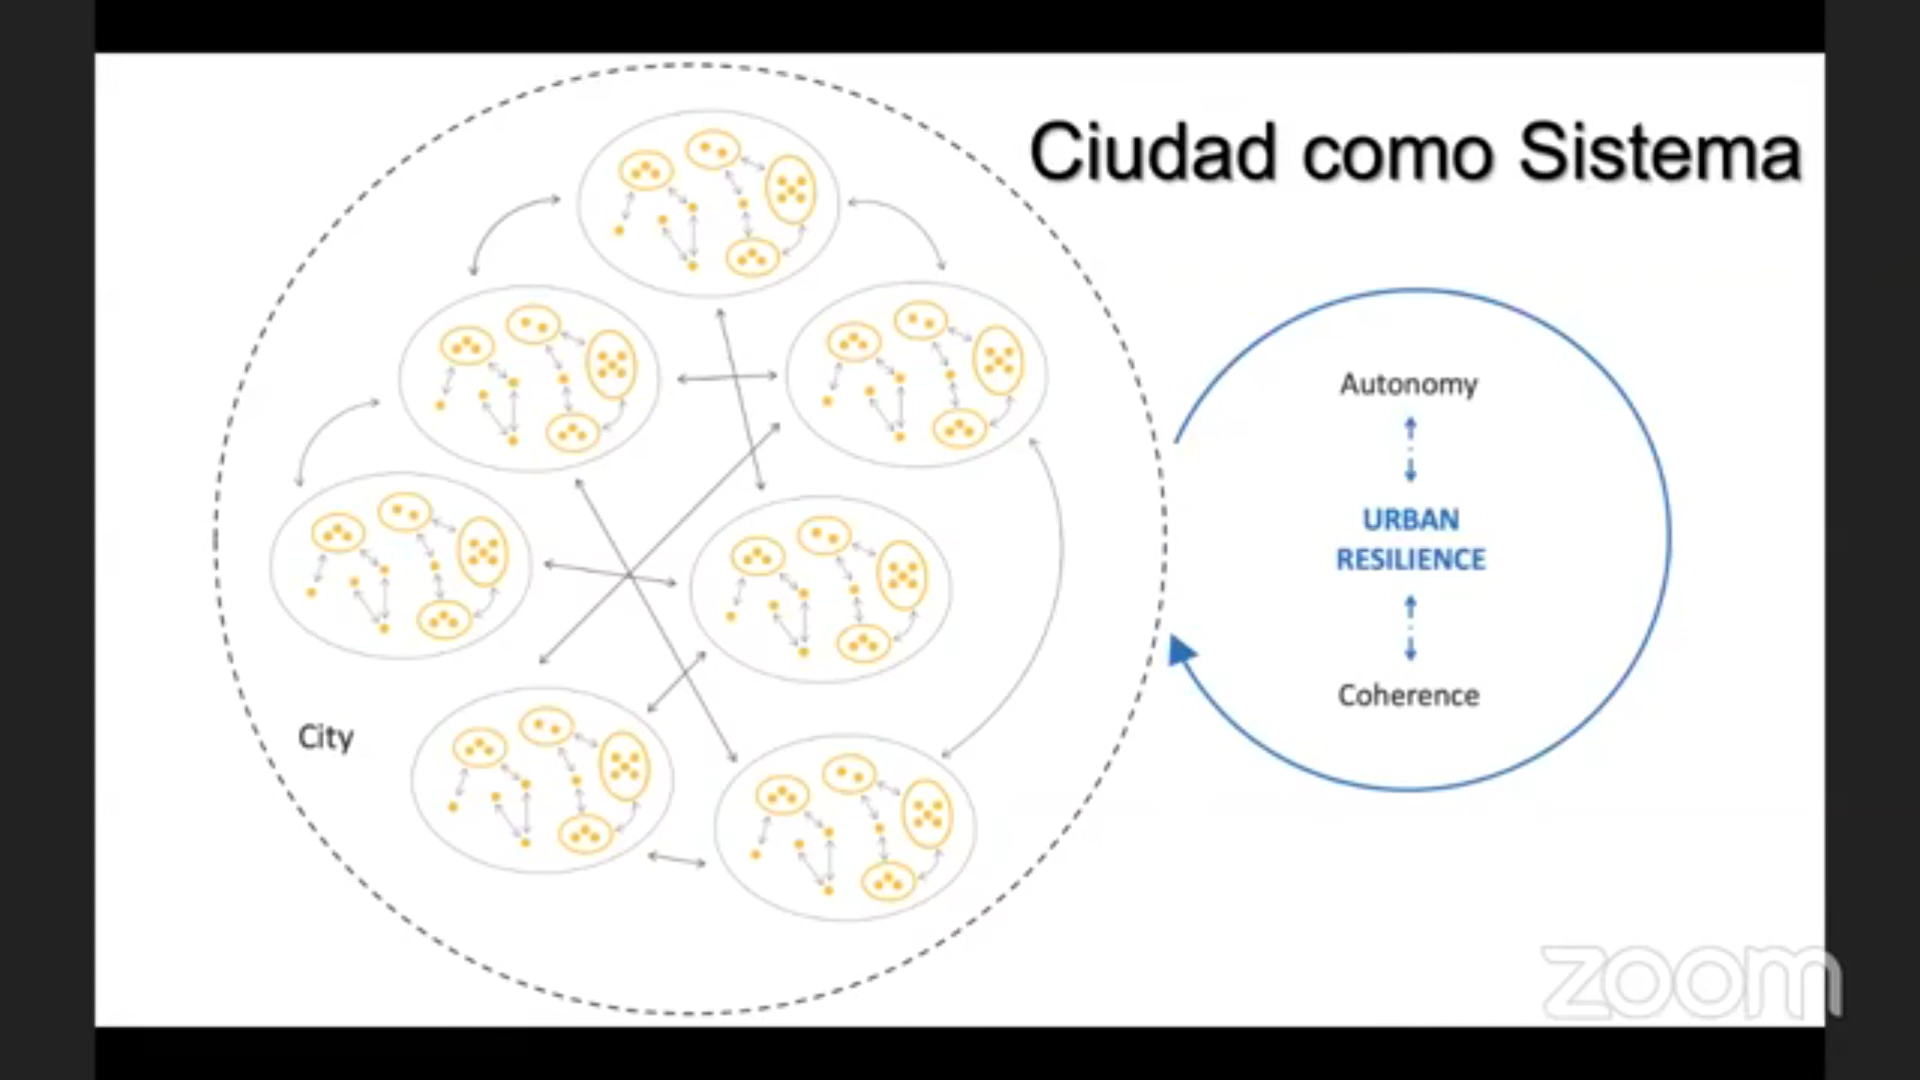 Ciudad como Sistema
Autonomy
URBAN
RESILIENCE
Coherence
City
zoom